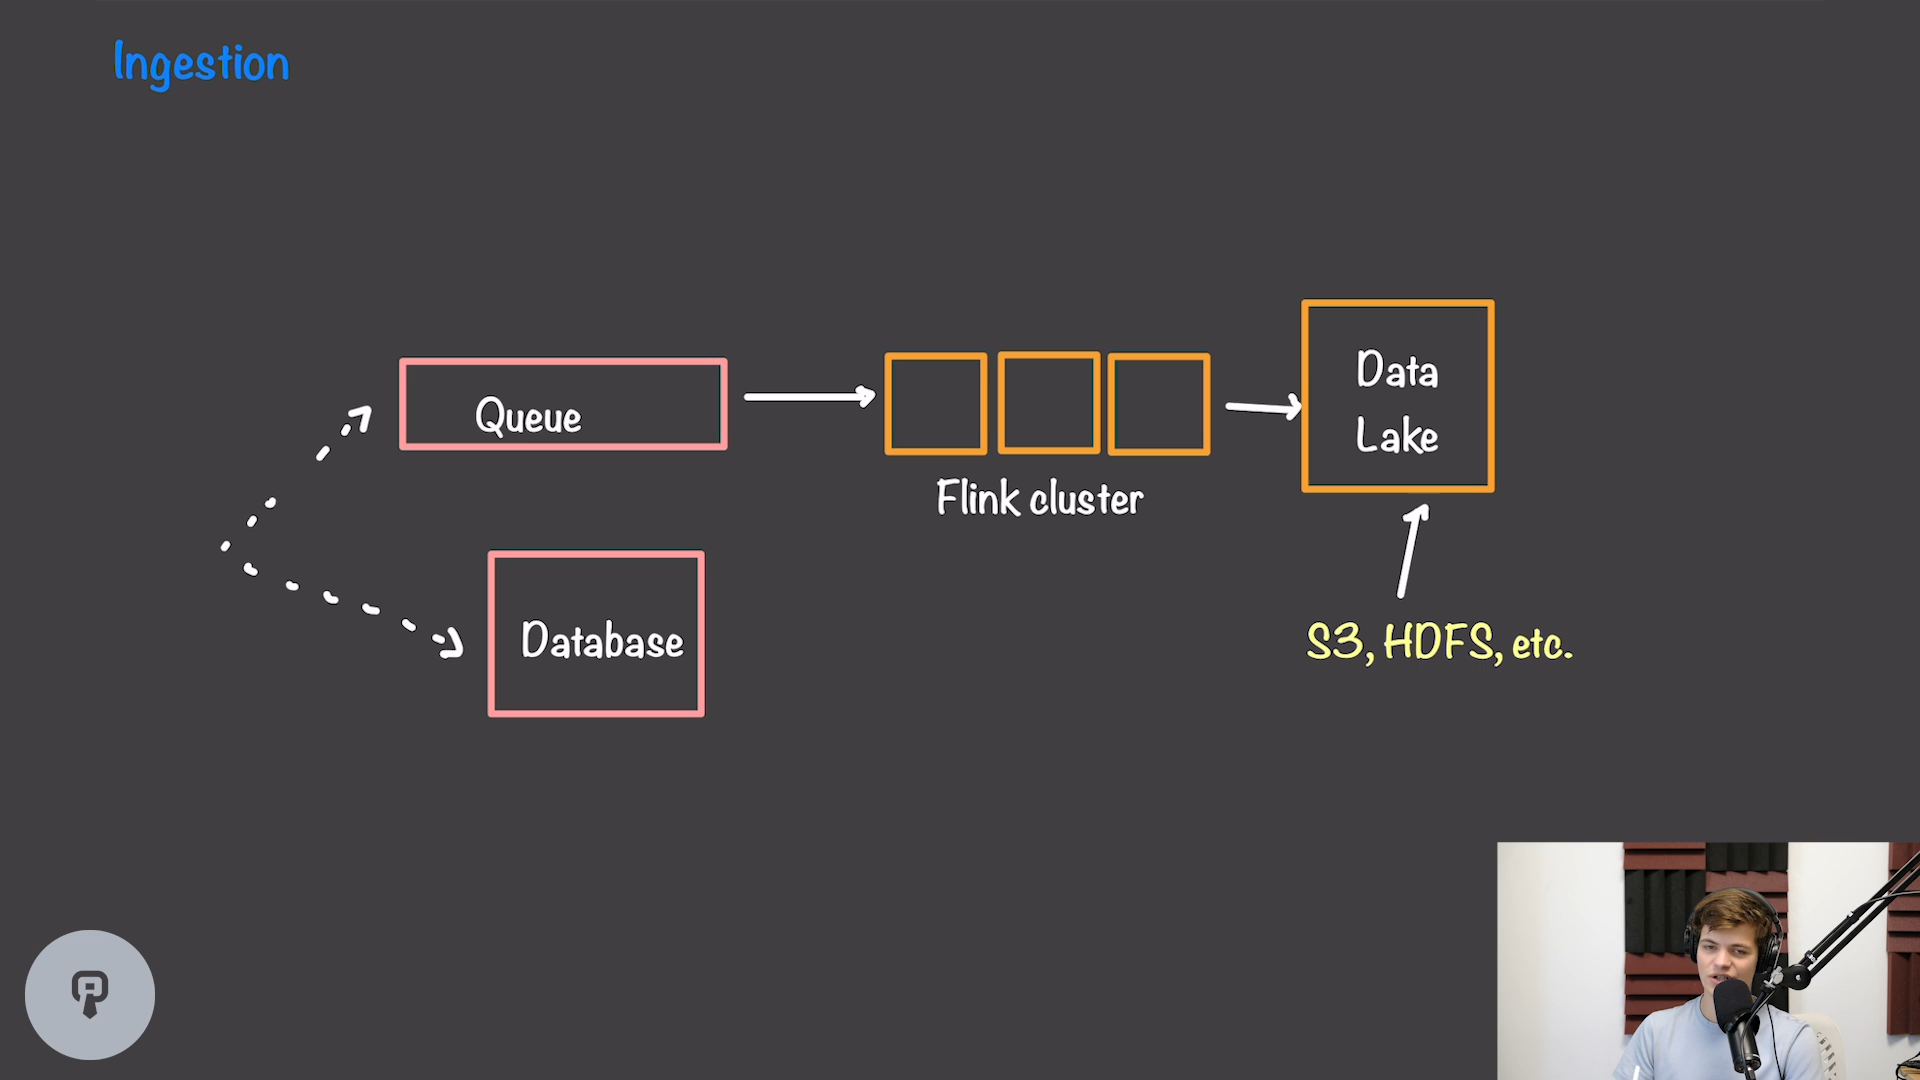 Ingestion
Queue
Flink cluster
Data
Lake
Database
S3, HDFS, etc.